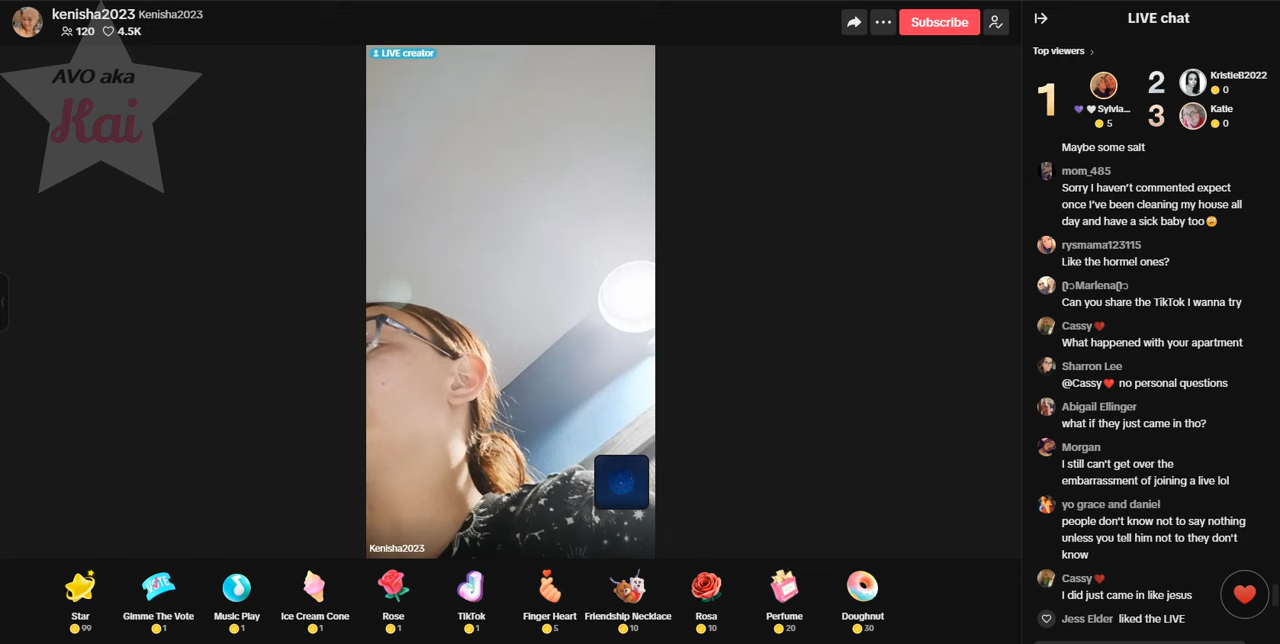 kenisha2023 Kenisha2023
120 4.5K
AVO aka
Kai
Subscribe
LIVE creator
Kenisha2023
Star
99
Gimme The Vote
1
Music Play
1
Ice Cream Cone
1
Rose
1
TikTok
1
Finger Heart
5
Friendship Necklace
10
Rosa
10
Perfume
20
Doughnut
30
LIVE chat
Top viewers
1
Sylvia...
5
2
KristieB2022
0
3
Katie
0
Maybe some salt
mom_485
Sorry I haven't commented expect
once I've been cleaning my house all
day and have a sick baby too
rysmama123115
Like the hormel ones?
Marlena
Can you share the TikTok I wanna try
Cassy
What happened with your apartment
Sharron Lee
@Cassy no personal questions
Abigail Ellinger
what if they just came in tho?
Morgan
I still can't get over the
embarrassment of joining a live lol
yo grace and daniel
people don't know not to say nothing
unless you tell him not to they don't
know
Cassy
I did just came in like jesus
Jess Elder liked the LIVE